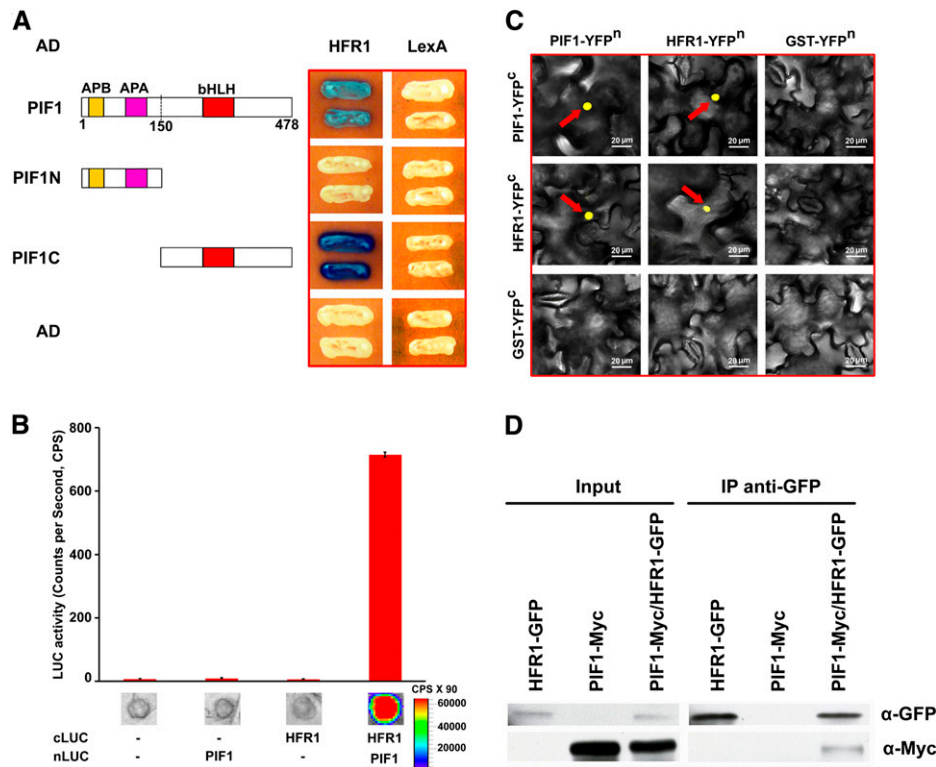 A
AD
HFR1 LexA
APB APA bHLH
PIF1
1 150 478
PIF1N
PIF1C
AD
B
LUC activity (Counts per Second, CPS)
800
600
400
200
0
CPS X 90
60000
40000
20000
cLUC - - HFR1 HFR1
nLUC - PIF1 - PIF1
C
PIF1-YFPⁿ HFR1-YFPⁿ GST-YFPⁿ
PIF1-YFPᶜ
20 µm 20 µm 20 µm
HFR1-YFPᶜ
20 µm 20 µm 20 µm
GST-YFPᶜ
20 µm 20 µm 20 µm
D
Input IP anti-GFP
HFR1-GFP
PIF1-Myc
PIF1-Myc/HFR1-GFP
HFR1-GFP
PIF1-Myc
PIF1-Myc/HFR1-GFP
α-GFP
α-Myc